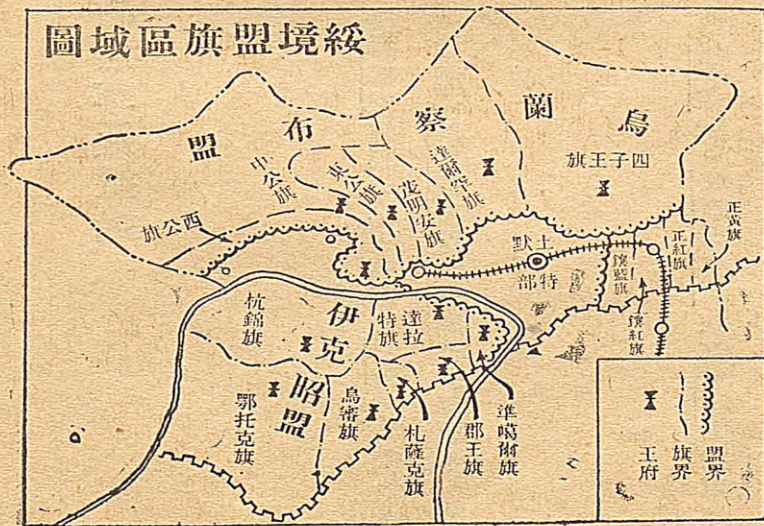 綏境盟旗區域圖
烏蘭察布盟
四子王旗
達爾罕旗
茂明安旗
東公旗
中公旗
西公旗
土默特部
正黃旗
正紅旗
鑲藍旗
鑲紅旗
伊克昭盟
杭錦旗
達拉特旗
鄂托克旗
烏審旗
札薩克旗
郡王旗
準噶爾旗
盟界
旗界
王府